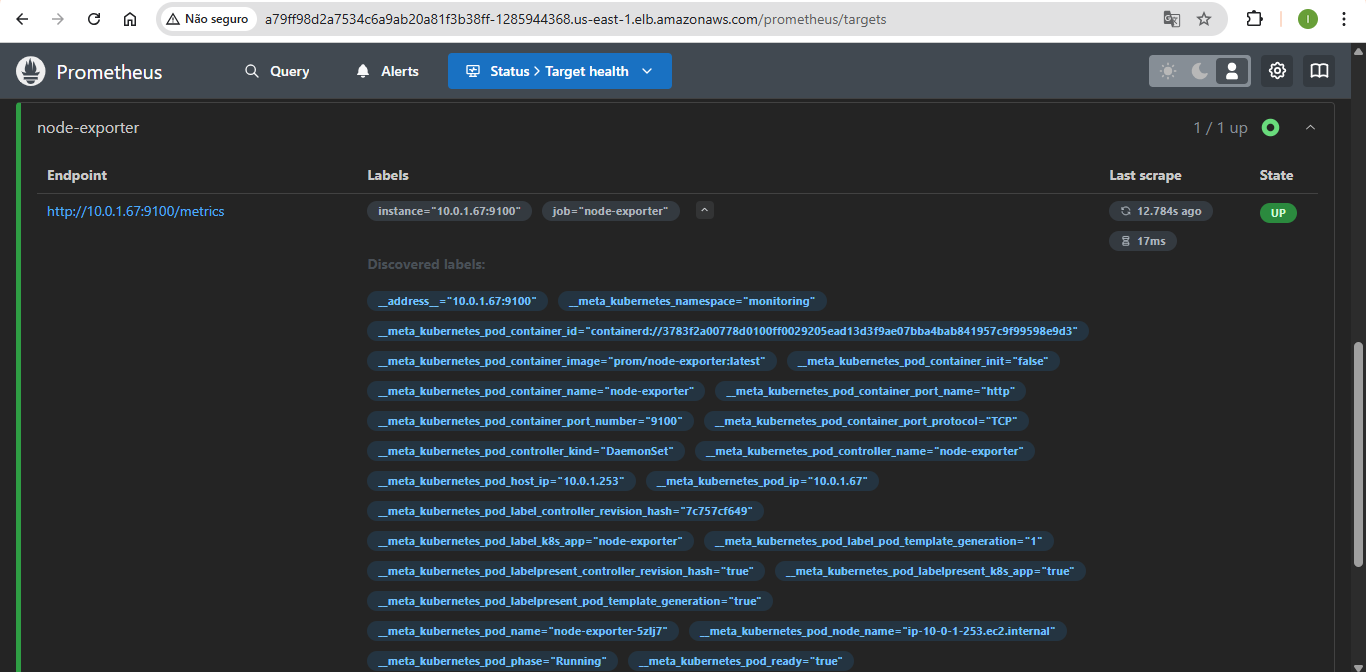 Não seguro a79ff98d2a7534c6a9ab20a81f3b38ff-1285944368.us-east-1.elb.amazonaws.com/prometheus/targets I
Prometheus Query Alerts Status > Target health
node-exporter 1 / 1 up
Endpoint Labels Last scrape State
http://10.0.1.67:9100/metrics instance="10.0.1.67:9100" job="node-exporter" 12.784s ago UP
17ms
Discovered labels:
__address__="10.0.1.67:9100" __meta_kubernetes_namespace="monitoring"
__meta_kubernetes_pod_container_id="containerd://3783f2a00778d0100ff0029205ead13d3f9ae07bba4bab841957c9f99598e9d3"
__meta_kubernetes_pod_container_image="prom/node-exporter:latest" __meta_kubernetes_pod_container_init="false"
__meta_kubernetes_pod_container_name="node-exporter" __meta_kubernetes_pod_container_port_name="http"
__meta_kubernetes_pod_container_port_number="9100" __meta_kubernetes_pod_container_port_protocol="TCP"
__meta_kubernetes_pod_controller_kind="DaemonSet" __meta_kubernetes_pod_controller_name="node-exporter"
__meta_kubernetes_pod_host_ip="10.0.1.253" __meta_kubernetes_pod_ip="10.0.1.67"
__meta_kubernetes_pod_label_controller_revision_hash="7c757cf649"
__meta_kubernetes_pod_label_k8s_app="node-exporter" __meta_kubernetes_pod_label_pod_template_generation="1"
__meta_kubernetes_pod_labelpresent_controller_revision_hash="true" __meta_kubernetes_pod_labelpresent_k8s_app="true"
__meta_kubernetes_pod_labelpresent_pod_template_generation="true"
__meta_kubernetes_pod_name="node-exporter-5zlj7" __meta_kubernetes_pod_node_name="ip-10-0-1-253.ec2.internal"
__meta_kubernetes_pod_phase="Running" __meta_kubernetes_pod_ready="true"